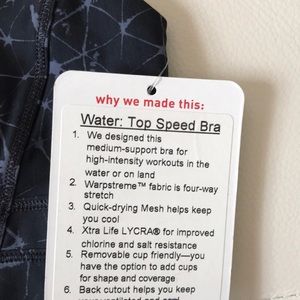 why we made this:
Water: Top Speed Bra
1. We designed this
medium-support bra for
high-intensity workouts in the
water or on land
2. Warpstreme™ fabric is four-way
stretch
3. Quick-drying Mesh helps keep
you cool
4. Xtra Life LYCRA® for improved
chlorine and salt resistance
5. Removable cup friendly—you
have the option to add cups
for shape and coverage
6. Back cutout helps keep